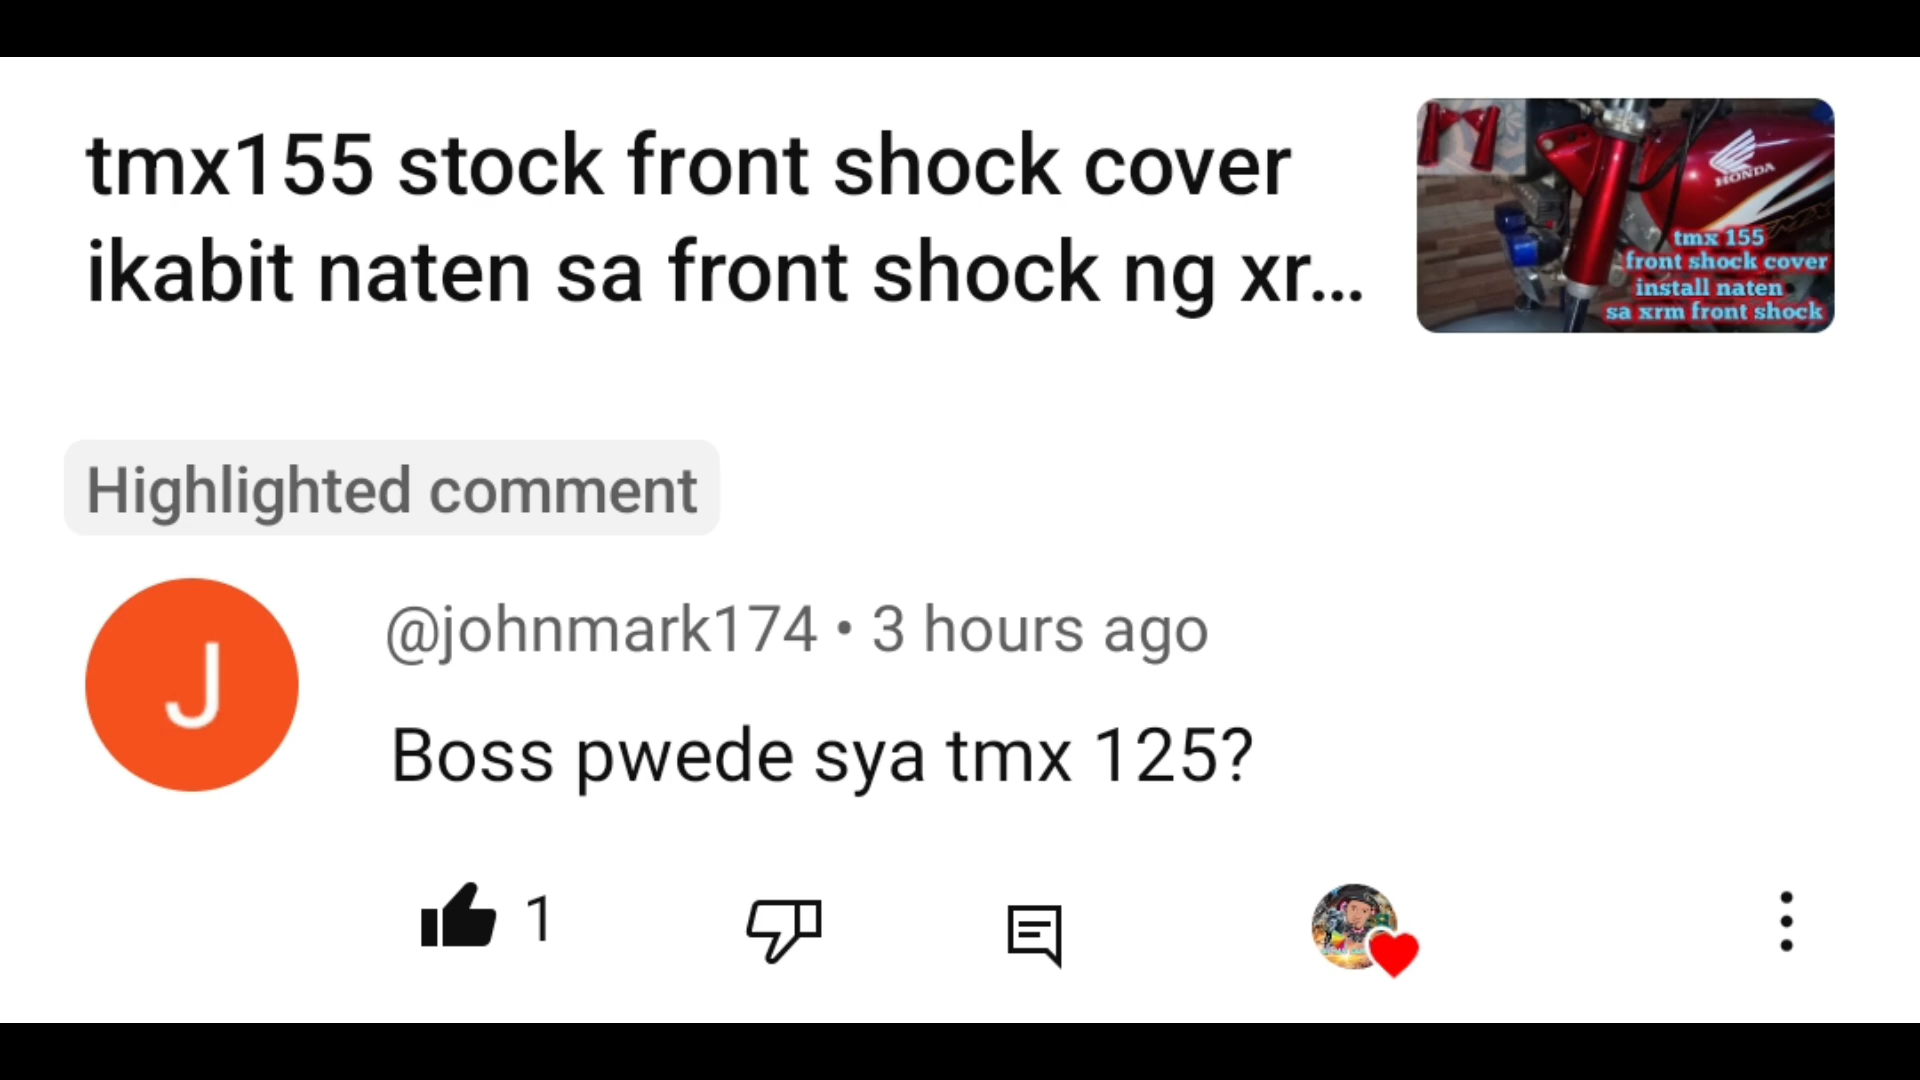 tmx155 stock front shock cover
ikabit naten sa front shock ng xr...
HONDA
tmx 155
front shock cover
install naten
sa xrm front shock
Highlighted comment
J
@johnmark174 • 3 hours ago
Boss pwede sya tmx 125?
1